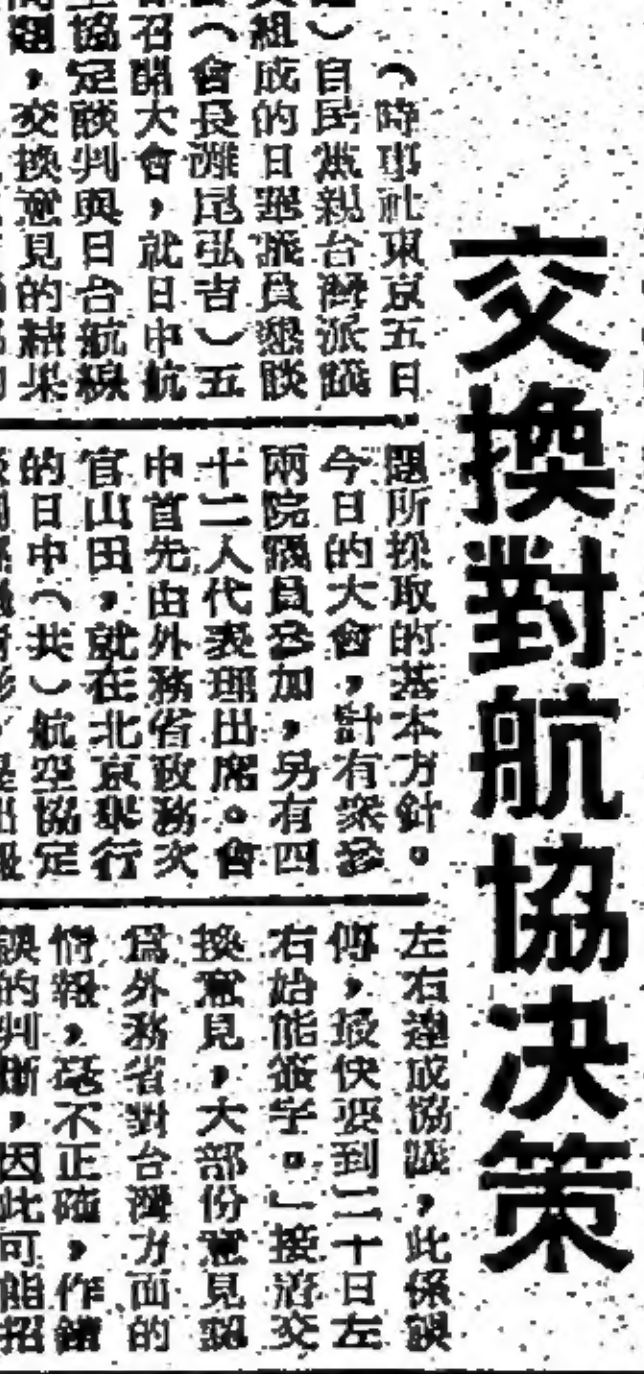 交換對航協决策
（時事社東京五日
）自民黨親台灣派議
組成的日華議員懇談
（會長灘尾弘吉）五
召開大會，就日中航
協定談判與日台航線
，交換意見的結果
題所採取的基本方針。
今日的大會，計有衆參
兩院議員參加，另有四
十二人代表理出席。會
中首先由外務省政務次
官山田，就在北京舉行
的日中（共）航空協定
左右達成協議，此係誤
傳，最快要到二十日左
右始能簽字。」接着交
換意見，大部份意見認
爲外務省對台灣方面的
情報，毫不正確，作錯
誤的判斷，因此可能招